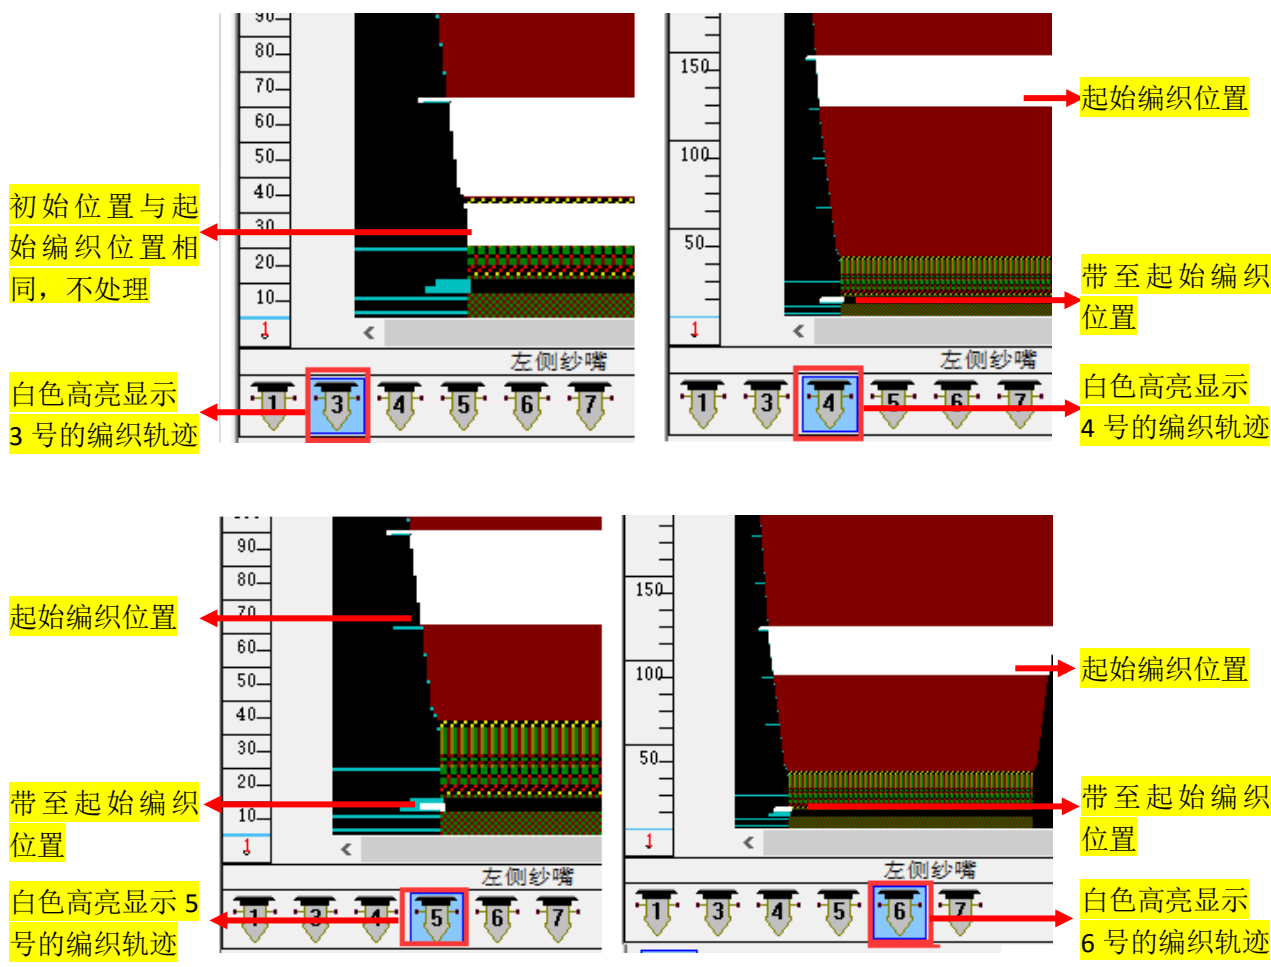 90
80
70
60
50
40
30
20
10
1
初始位置与起
始编织位置相
同，不处理
左侧纱嘴
1 3 4 5 6 7
白色高亮显示
3 号的编织轨迹
150
100
50
1
起始编织位置
带至起始编织
位置
左侧纱嘴
1 3 4 5 6 7
白色高亮显示
4 号的编织轨迹
90
80
70
60
50
40
30
20
10
1
起始编织位置
带至起始编织
位置
左侧纱嘴
1 3 4 5 6 7
白色高亮显示 5
号的编织轨迹
150
100
50
1
起始编织位置
带至起始编织
位置
左侧纱嘴
1 3 4 5 6 7
白色高亮显示
6 号的编织轨迹